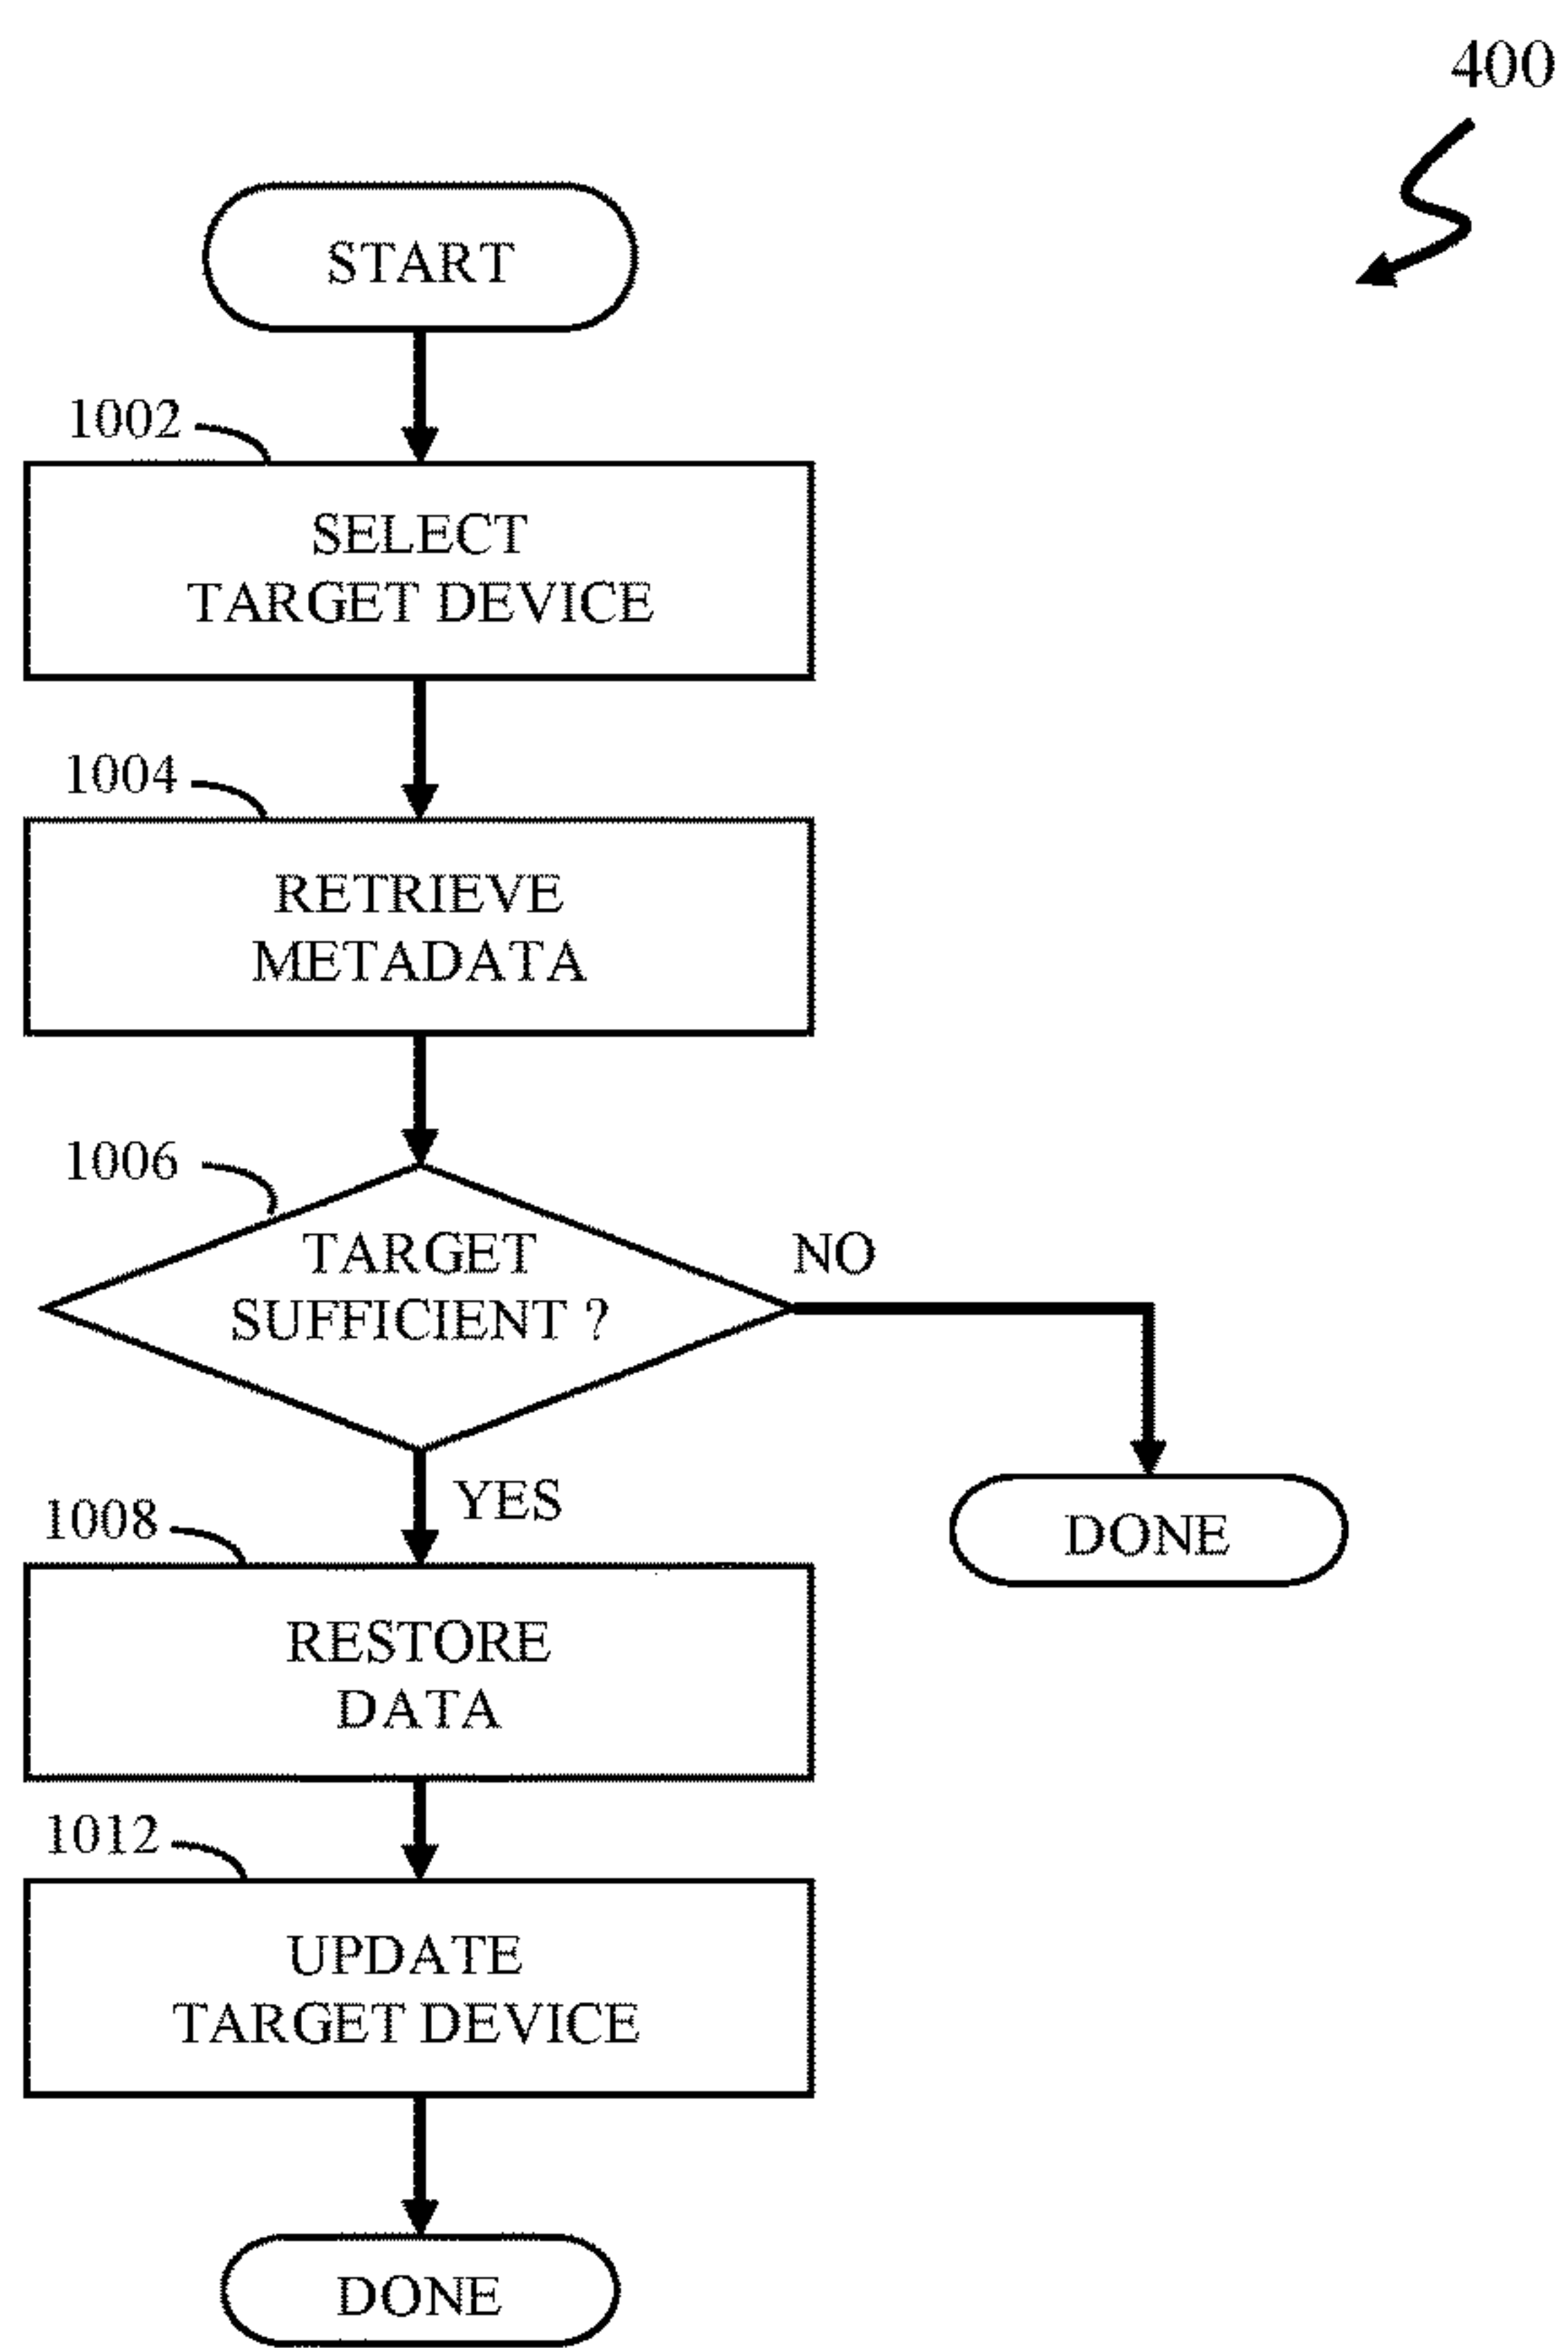 400
START
1002
SELECT
TARGET DEVICE
1004
RETRIEVE
METADATA
1006
TARGET
SUFFICIENT ?
NO
YES
DONE
1008
RESTORE
DATA
1012
UPDATE
TARGET DEVICE
DONE